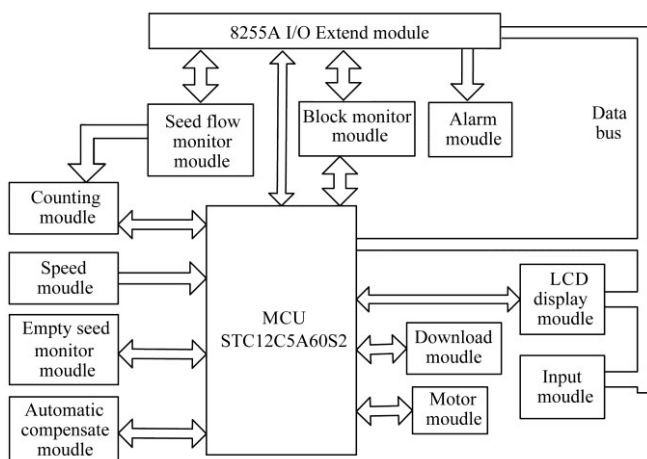 8255A I/O Extend module
Seed flow
monitor
moudle
Block monitor
moudle
Alarm
moudle
Data
bus
Counting
moudle
Speed
moudle
Empty seed
monitor moudle
Automatic
compensate
moudle
MCU
STC12C5A60S2
LCD
display
moudle
Download
moudle
Input
moudle
Motor
moudle